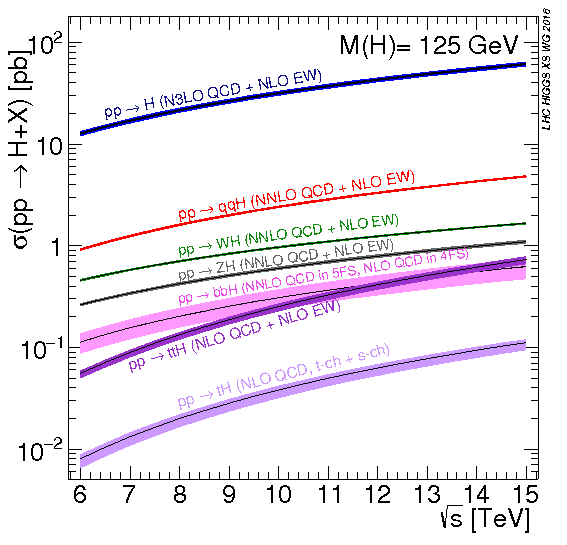 M(H)= 125 GeV
LHC HIGGS XS WG 2016
σ(pp → H+X) [pb]
10²
10
1
10⁻¹
10⁻²
pp → H (N3LO QCD + NLO EW)
pp → qqH (NNLO QCD + NLO EW)
pp → WH (NNLO QCD + NLO EW)
pp → ZH (NNLO QCD + NLO EW)
pp → bbH (NNLO QCD in 5FS, NLO QCD in 4FS)
pp → ttH (NLO QCD + NLO EW)
pp → tH (NLO QCD, t-ch + s-ch)
6 7 8 9 10 11 12 13 14 15
√s [TeV]